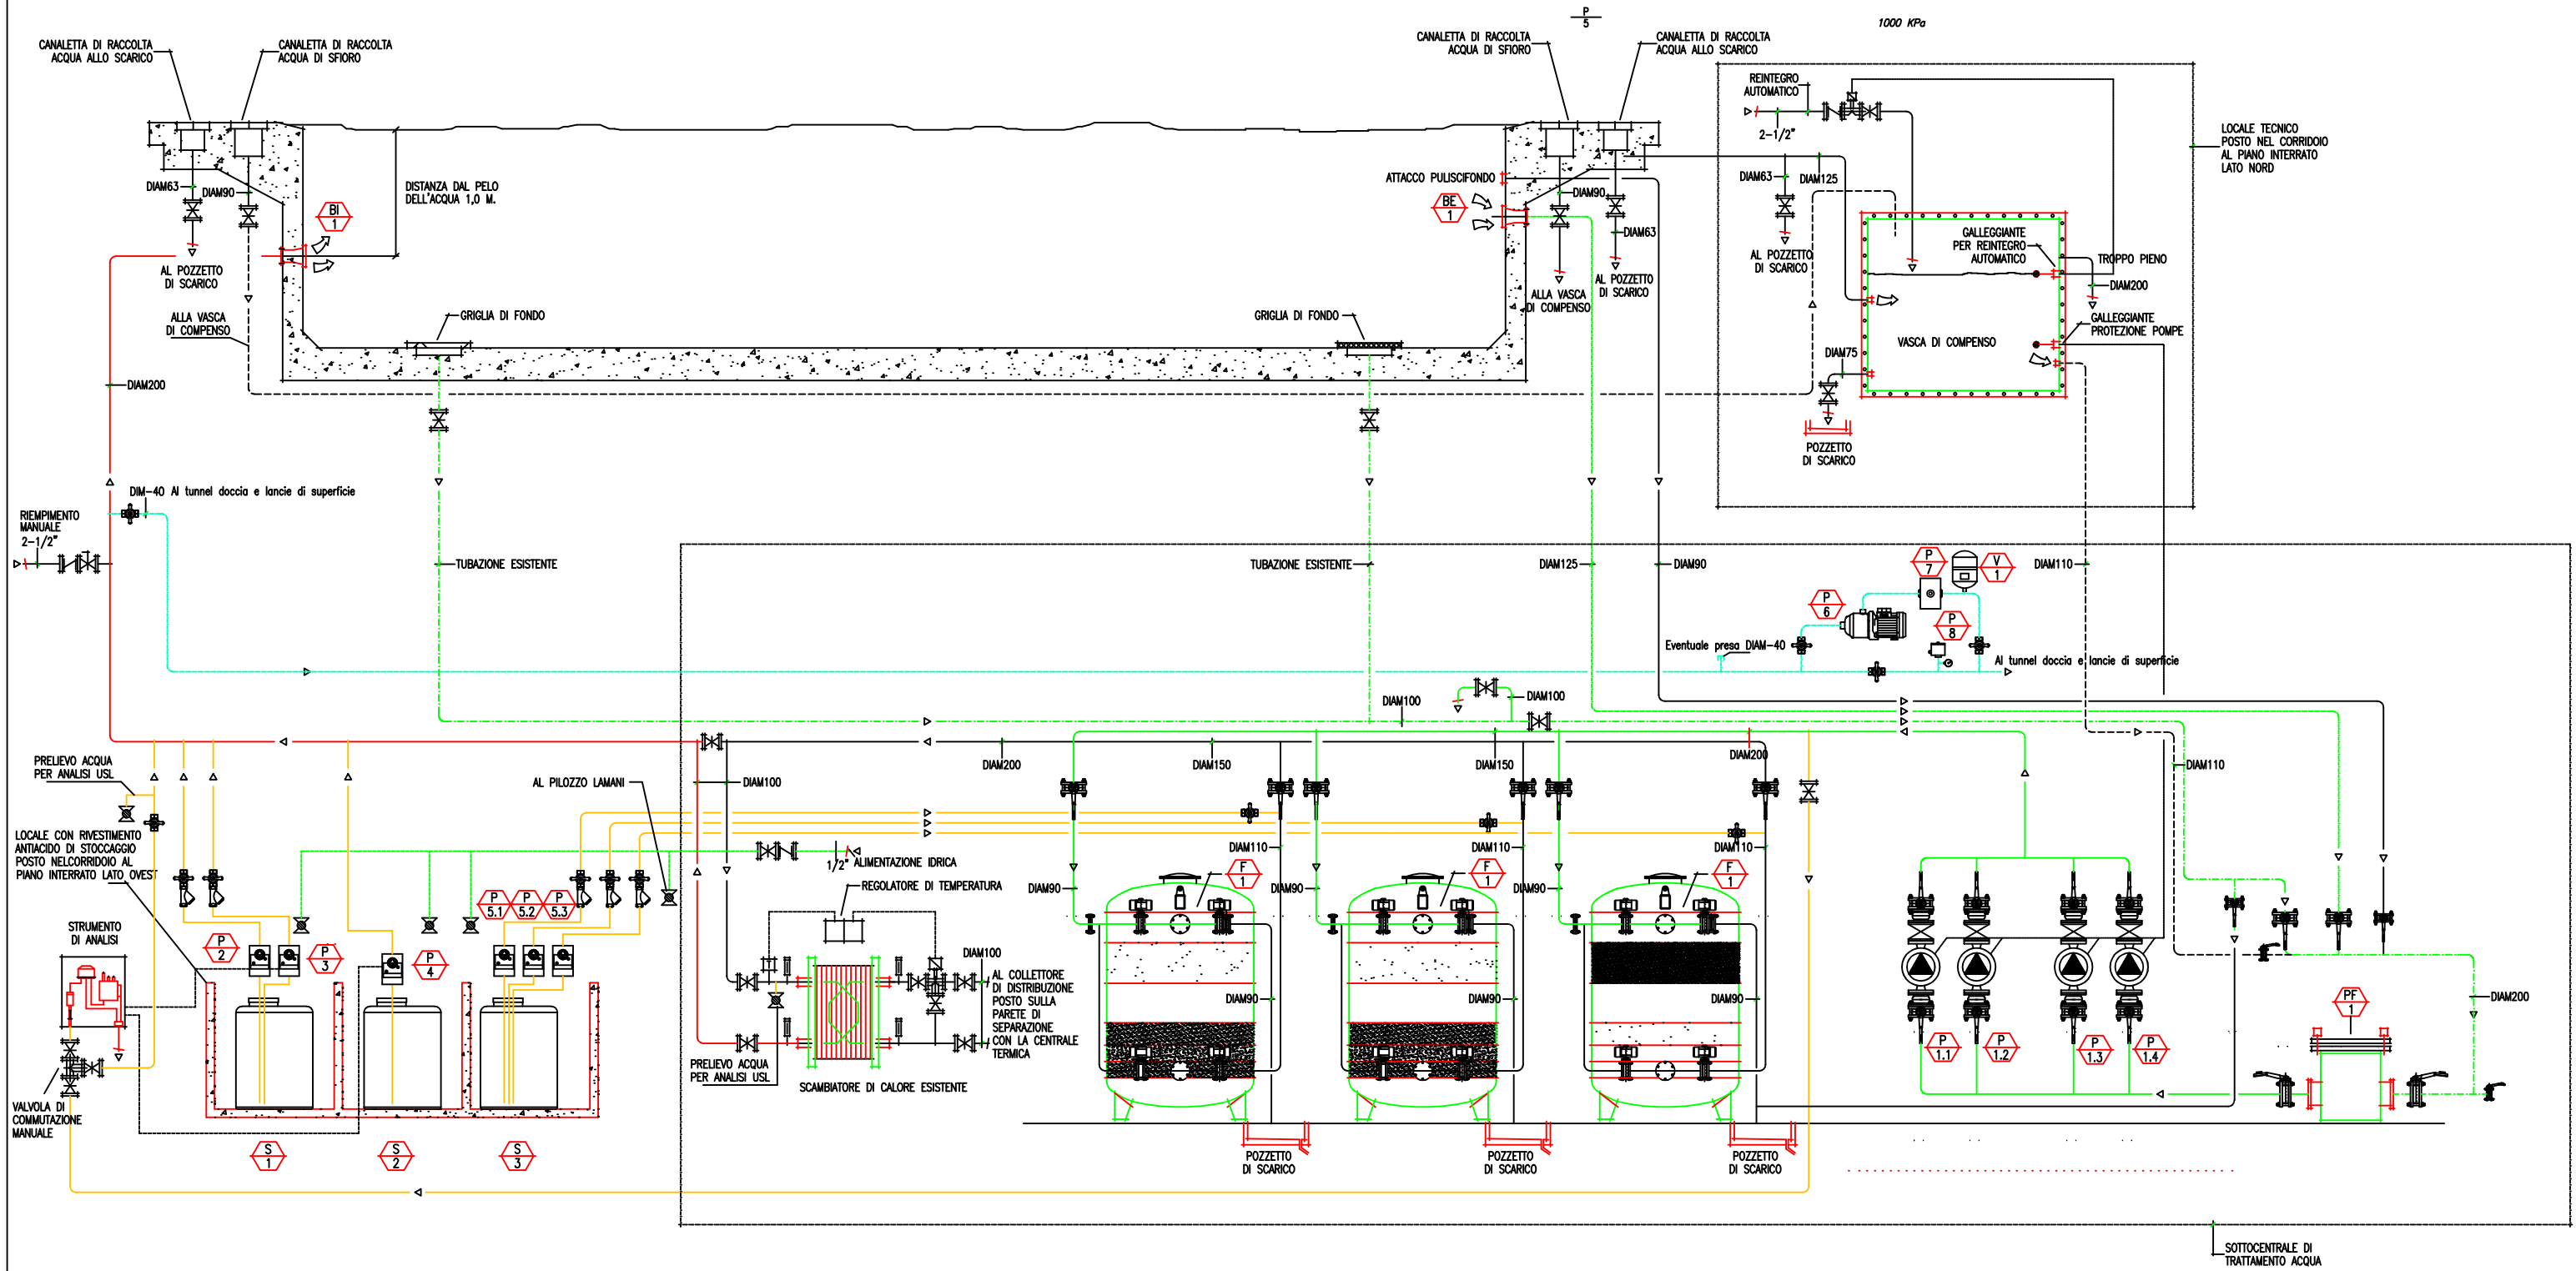 P
5
1000 KPa
CANALETTA DI RACCOLTA
ACQUA ALLO SCARICO
CANALETTA DI RACCOLTA
ACQUA DI SFIORO
CANALETTA DI RACCOLTA
ACQUA DI SFIORO
CANALETTA DI RACCOLTA
ACQUA ALLO SCARICO
REINTEGRO
AUTOMATICO
2-1/2"
LOCALE TECNICO
POSTO NEL CORRIDOIO
AL PIANO INTERRATO
LATO NORD
DIAM63
DIAM90
DISTANZA DAL PELO
DELL'ACQUA 1,0 M.
BI
1
AL POZZETTO
DI SCARICO
ALLA VASCA
DI COMPENSO
DIAM200
GRIGLIA DI FONDO
GRIGLIA DI FONDO
ATTACCO PULISCIFONDO
BE
1
DIAM90
DIAM63
ALLA VASCA
DI COMPENSO
AL POZZETTO
DI SCARICO
DIAM63
DIAM125
AL POZZETTO
DI SCARICO
GALLEGGIANTE
PER REINTEGRO
AUTOMATICO
TROPPO PIENO
DIAM200
GALLEGGIANTE
PROTEZIONE POMPE
VASCA DI COMPENSO
DIAM75
POZZETTO
DI SCARICO
DIM-40 Al tunnel doccia e lancie di superficie
RIEMPIMENTO
MANUALE
2-1/2"
TUBAZIONE ESISTENTE
TUBAZIONE ESISTENTE
DIAM125
DIAM90
DIAM110
P
7
V
1
P
6
P
8
Eventuale presa DIAM-40
Al tunnel doccia e lancie di superficie
DIAM100
DIAM100
DIAM200
DIAM150
DIAM150
DIAM200
DIAM110
PRELIEVO ACQUA
PER ANALISI USL
AL PILOZZO LAMANI
DIAM100
LOCALE CON RIVESTIMENTO
ANTIACIDO DI STOCCAGGIO
POSTO NELCORRIDOIO AL
PIANO INTERRATO LATO OVEST
1/2" ALIMENTAZIONE IDRICA
REGOLATORE DI TEMPERATURA
DIAM110
DIAM110
DIAM110
DIAM90
DIAM90
DIAM90
F
1
F
1
F
1
P
5.1
P
5.2
P
5.3
STRUMENTO
DI ANALISI
P
2
P
3
P
4
DIAM100
AL COLLETTORE
DI DISTRIBUZIONE
POSTO SULLA
PARETE DI
SEPARAZIONE
CON LA CENTRALE
TERMICA
DIAM90
DIAM90
DIAM90
DIAM200
PF
1
P
1.1
P
1.2
P
1.3
P
1.4
PRELIEVO ACQUA
PER ANALISI USL
SCAMBIATORE DI CALORE ESISTENTE
VALVOLA DI
COMMUTAZIONE
MANUALE
S
1
S
2
S
3
POZZETTO
DI SCARICO
POZZETTO
DI SCARICO
POZZETTO
DI SCARICO
SOTTOCENTRALE DI
TRATTAMENTO ACQUA